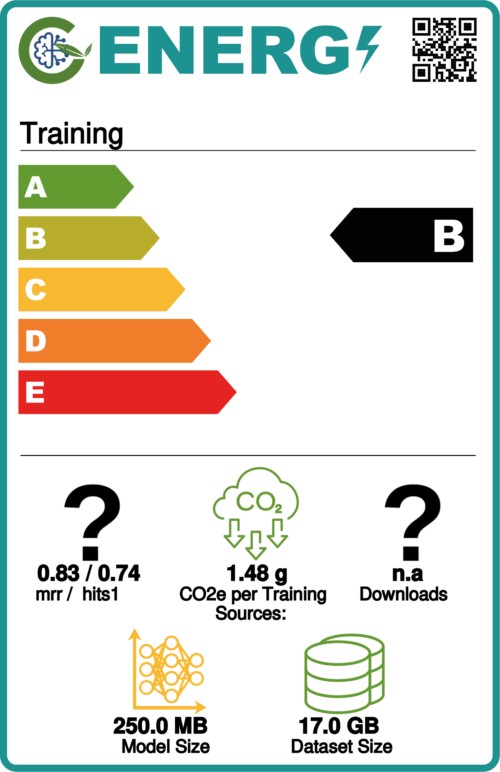 ENERG
Training
A
B
B
C
D
E
?
CO2
?
0.83 / 0.74
mrr / hits1
1.48 g
CO2e per Training
Sources:
n.a
Downloads
250.0 MB
Model Size
17.0 GB
Dataset Size